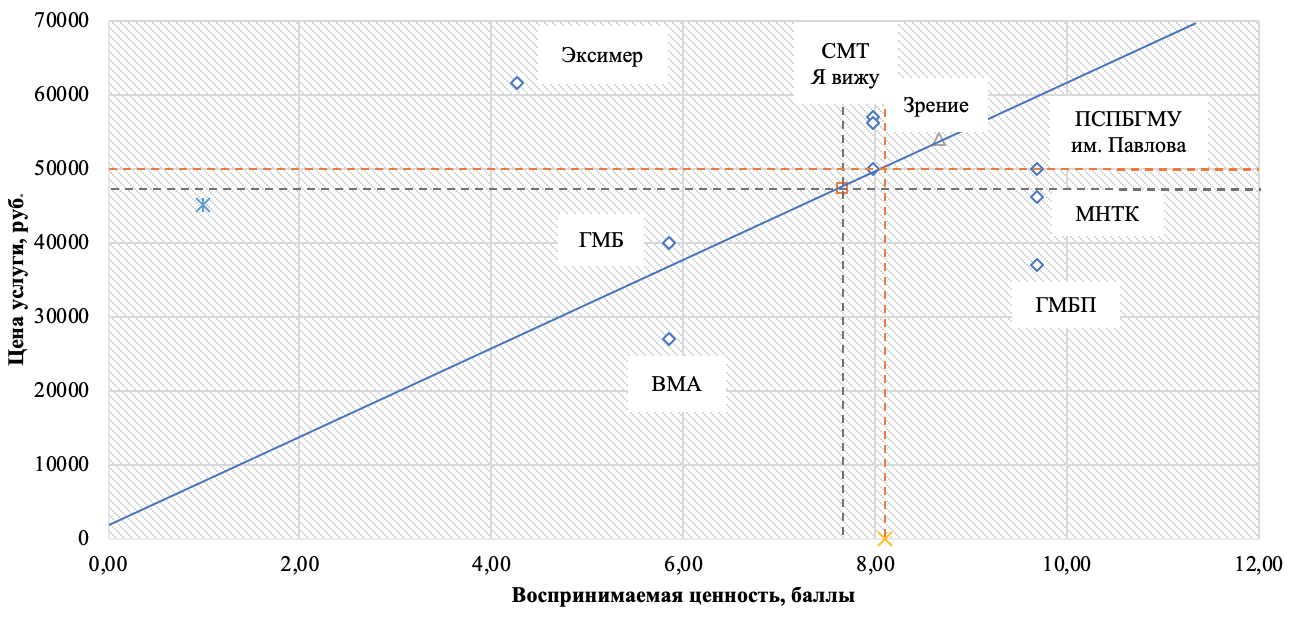 70000
60000
50000
40000
30000
20000
10000
0
Цена услуги, руб.
Эксимер
СМТ
Я вижу
Зрение
ПСПБГМУ
им. Павлова
МНТК
ГМБ
ГМБП
ВМА
0,00 2,00 4,00 6,00 8,00 10,00 12,00
Воспринимаемая ценность, баллы